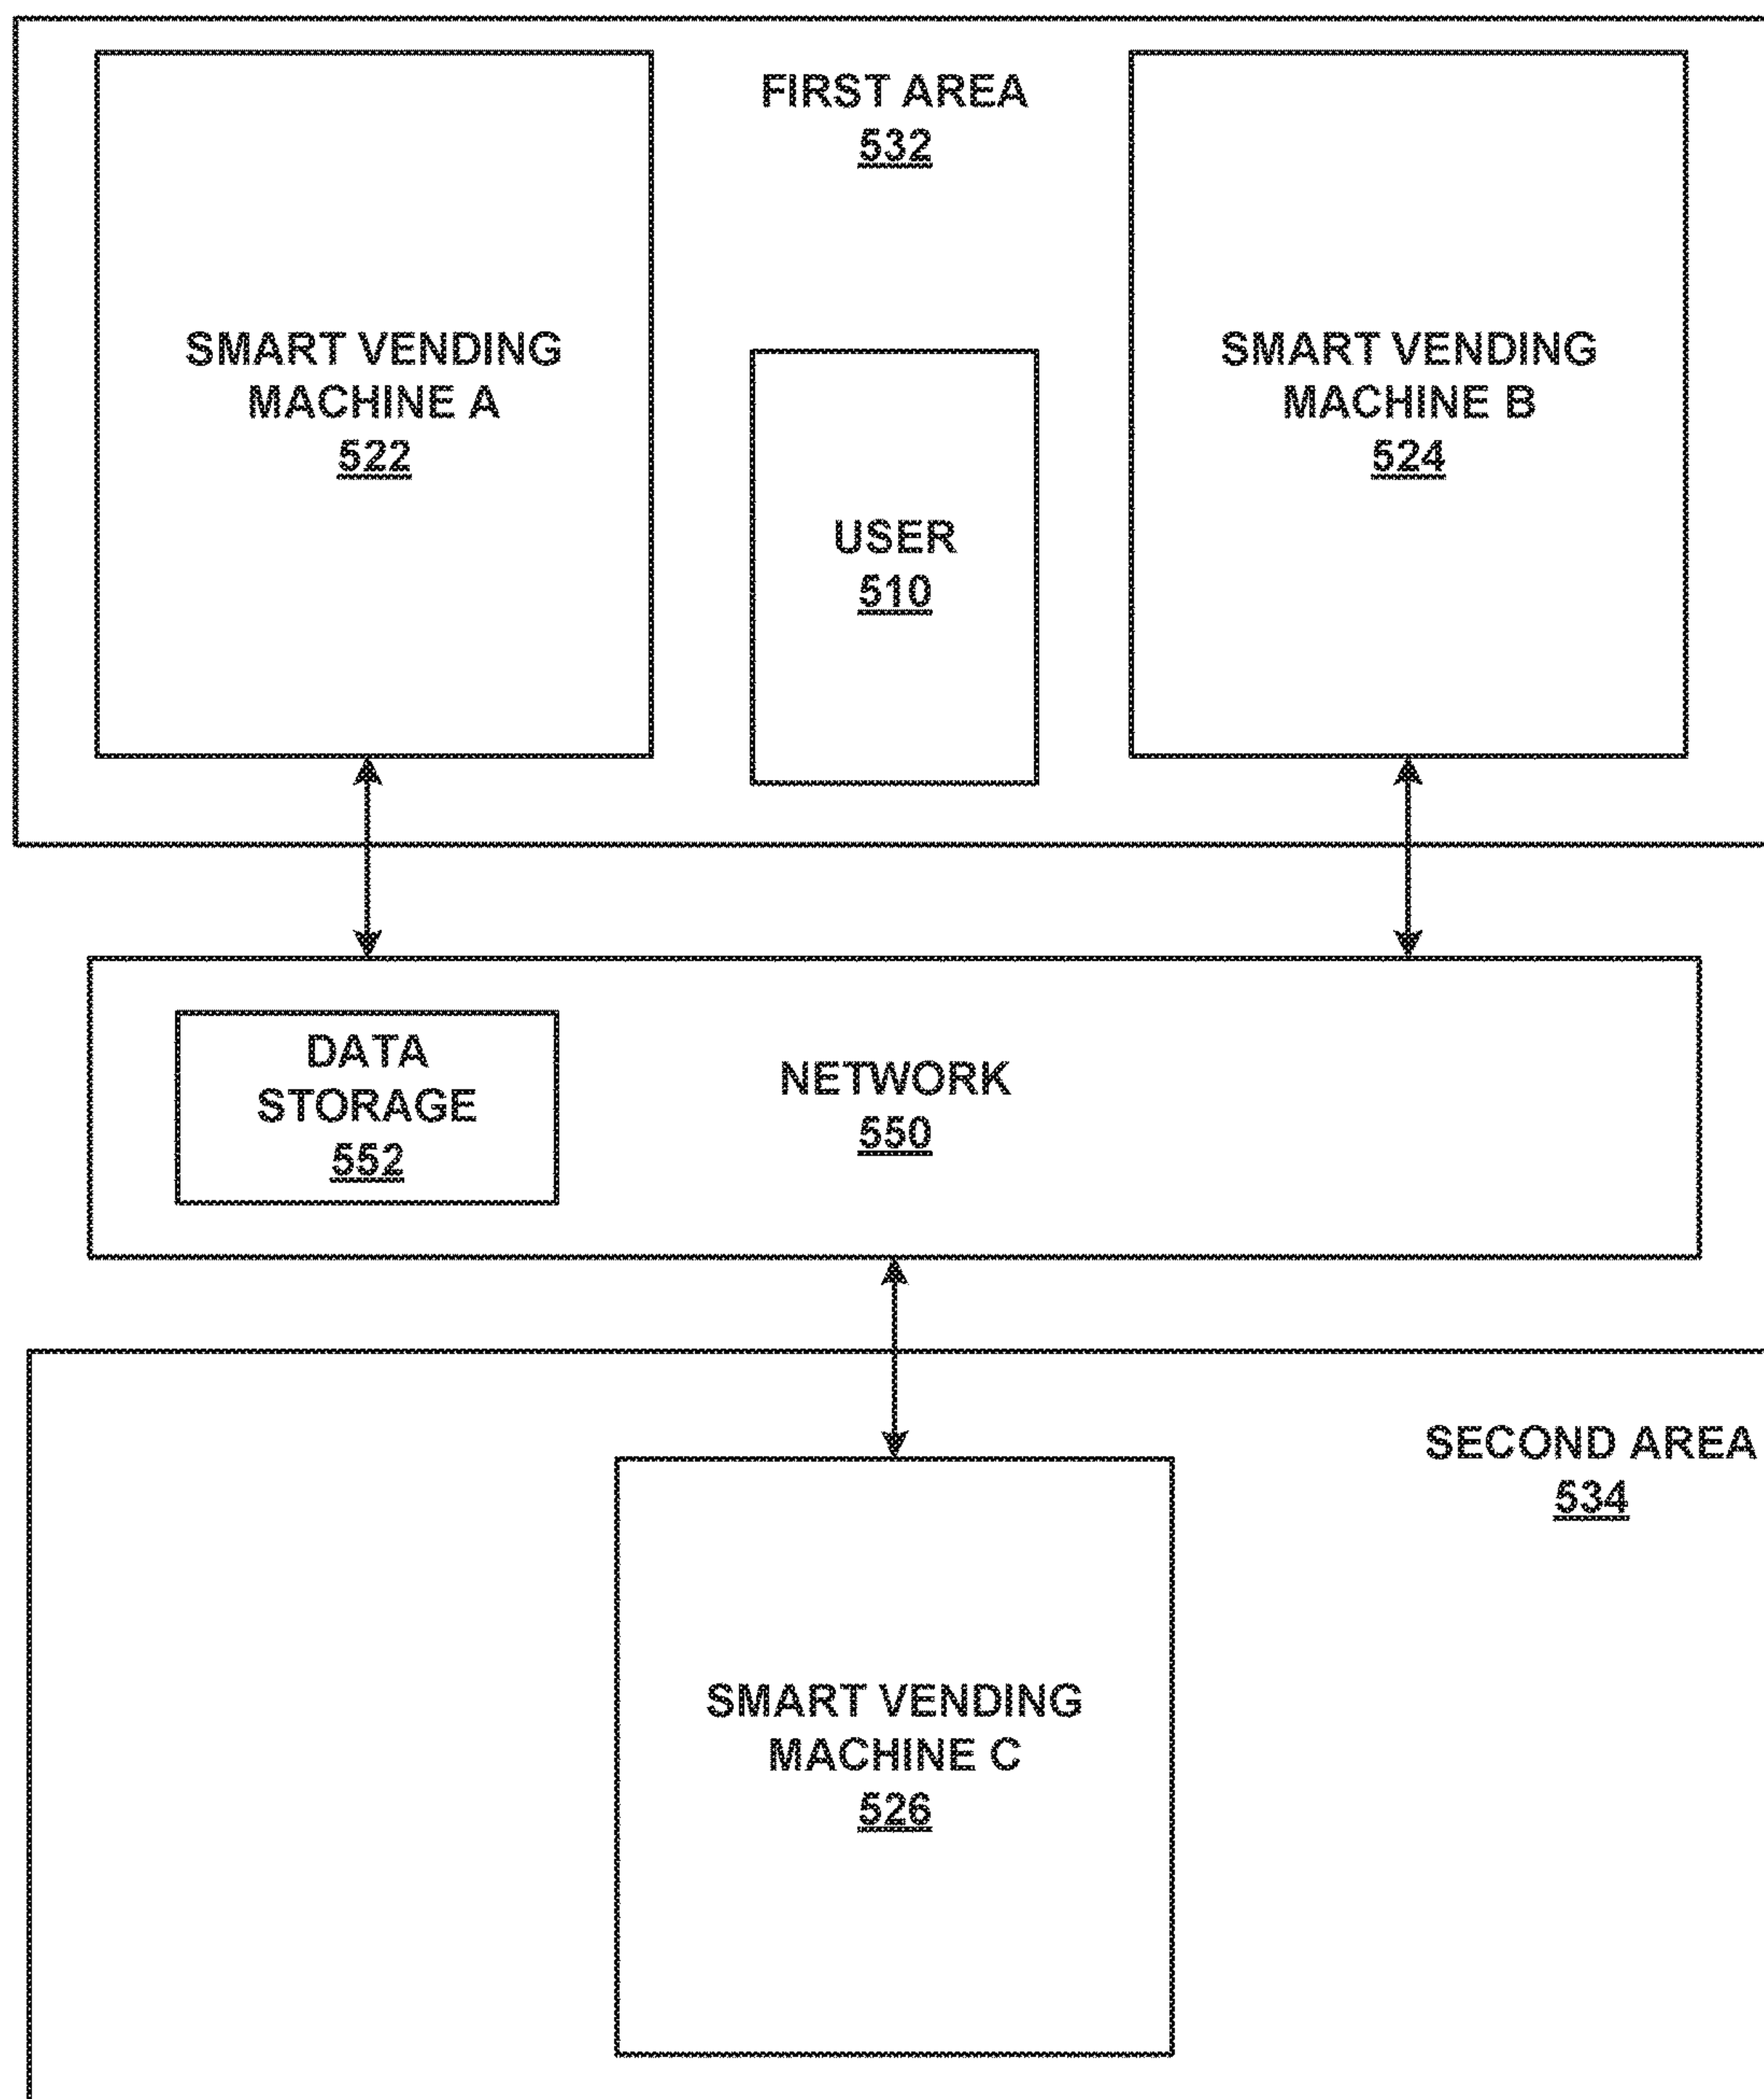 FIRST AREA
532
SMART VENDING
MACHINE A
522
USER
510
SMART VENDING
MACHINE B
524
DATA
STORAGE
552
NETWORK
550
SECOND AREA
534
SMART VENDING
MACHINE C
526